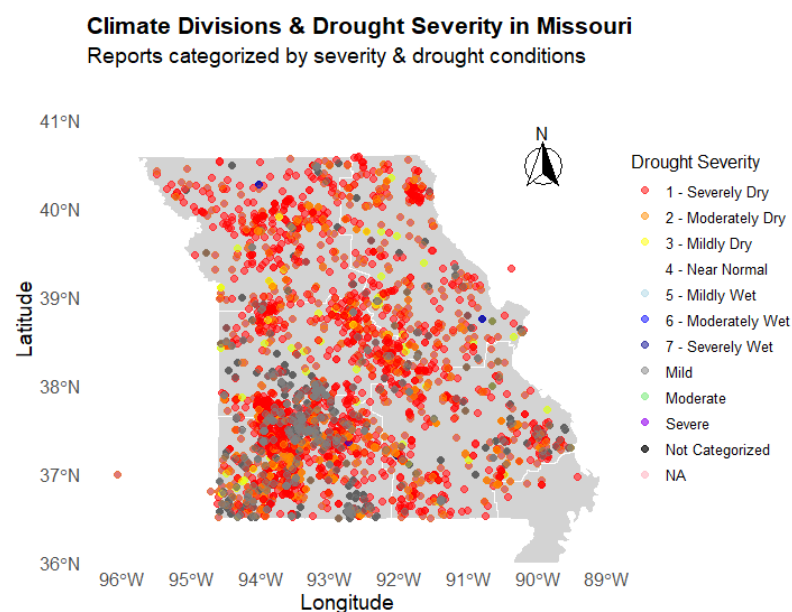 Climate Divisions & Drought Severity in Missouri
Reports categorized by severity & drought conditions
41°N
40°N
39°N
38°N
37°N
36°N
Latitude
96°W 95°W 94°W 93°W 92°W 91°W 90°W 89°W
Longitude
N
Drought Severity
1 - Severely Dry
2 - Moderately Dry
3 - Mildly Dry
4 - Near Normal
5 - Mildly Wet
6 - Moderately Wet
7 - Severely Wet
Mild
Moderate
Severe
Not Categorized
NA